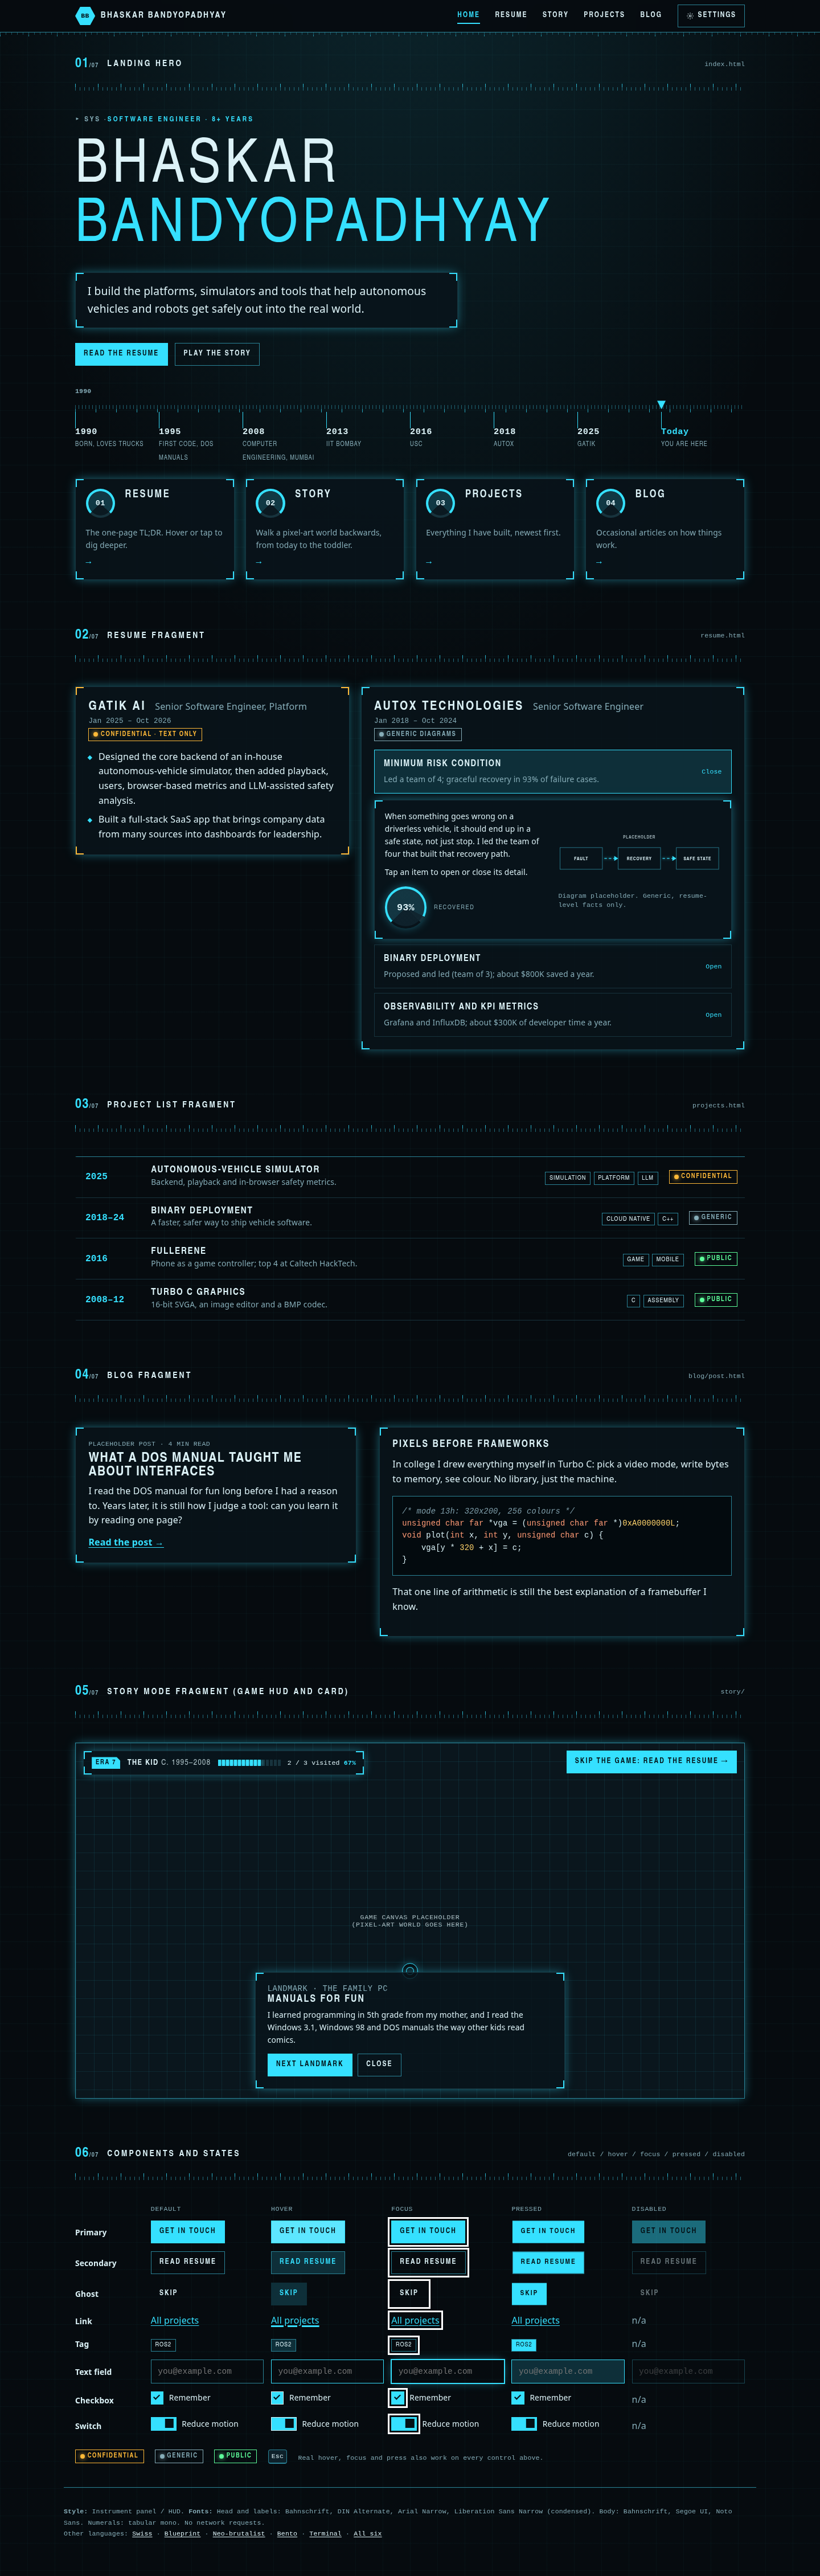 BB BHASKAR BANDYOPADHYAY HOME RESUME STORY PROJECTS BLOG SETTINGS
01/07 LANDING HERO index.html
SYS · SOFTWARE ENGINEER · 8+ YEARS
BHASKAR
BANDYOPADHYAY
I build the platforms, simulators and tools that help autonomous
vehicles and robots get safely out into the real world.
READ THE RESUME PLAY THE STORY
1990
1990 1995 2008 2013 2016 2018 2025 Today
BORN, LOVES TRUCKS FIRST CODE, DOS COMPUTER IIT BOMBAY USC AUTOX GATIK YOU ARE HERE
MANUALS ENGINEERING, MUMBAI
01 RESUME 02 STORY 03 PROJECTS 04 BLOG
The one-page TL;DR. Hover or tap to Walk a pixel-art world backwards, Everything I have built, newest first. Occasional articles on how things
dig deeper. from today to the toddler. → work.
→ → →
02/07 RESUME FRAGMENT resume.html
GATIK AI Senior Software Engineer, Platform
Jan 2025 – Oct 2026
CONFIDENTIAL · TEXT ONLY
Designed the core backend of an in-house
autonomous-vehicle simulator, then added playback,
users, browser-based metrics and LLM-assisted safety
analysis.
Built a full-stack SaaS app that brings company data
from many sources into dashboards for leadership.
AUTOX TECHNOLOGIES Senior Software Engineer
Jan 2018 – Oct 2024
GENERIC DIAGRAMS
MINIMUM RISK CONDITION
Led a team of 4; graceful recovery in 93% of failure cases.
Close
When something goes wrong on a
driverless vehicle, it should end up in a
safe state, not just stop. I led the team of
four that built that recovery path.
Tap an item to open or close its detail.
93% RECOVERED
PLACEHOLDER
FAULT RECOVERY SAFE STATE
Diagram placeholder. Generic, resume-
level facts only.
BINARY DEPLOYMENT
Proposed and led (team of 3); about $800K saved a year.
Open
OBSERVABILITY AND KPI METRICS
Grafana and InfluxDB; about $300K of developer time a year.
Open
03/07 PROJECT LIST FRAGMENT projects.html
2025 AUTONOMOUS-VEHICLE SIMULATOR
Backend, playback and in-browser safety metrics.
SIMULATION PLATFORM LLM CONFIDENTIAL
2018–24 BINARY DEPLOYMENT
A faster, safer way to ship vehicle software.
CLOUD NATIVE C++ GENERIC
2016 FULLERENE
Phone as a game controller; top 4 at Caltech HackTech.
GAME MOBILE PUBLIC
2008–12 TURBO C GRAPHICS
16-bit SVGA, an image editor and a BMP codec.
C ASSEMBLY PUBLIC
04/07 BLOG FRAGMENT blog/post.html
PLACEHOLDER POST · 4 MIN READ
WHAT A DOS MANUAL TAUGHT ME
ABOUT INTERFACES
I read the DOS manual for fun long before I had a reason
to. Years later, it is still how I judge a tool: can you learn it
by reading one page?
Read the post →
PIXELS BEFORE FRAMEWORKS
In college I drew everything myself in Turbo C: pick a video mode, write bytes
to memory, see colour. No library, just the machine.
/* mode 13h: 320x200, 256 colours */
unsigned char far *vga = (unsigned char far *)0xA0000000L;
void plot(int x, int y, unsigned char c) {
vga[y * 320 + x] = c;
}
That one line of arithmetic is still the best explanation of a framebuffer I
know.
05/07 STORY MODE FRAGMENT (GAME HUD AND CARD) story/
ERA 7 THE KID C. 1995–2008 2 / 3 visited 67%
SKIP THE GAME: READ THE RESUME →
GAME CANVAS PLACEHOLDER
(PIXEL-ART WORLD GOES HERE)
LANDMARK · THE FAMILY PC
MANUALS FOR FUN
I learned programming in 5th grade from my mother, and I read the
Windows 3.1, Windows 98 and DOS manuals the way other kids read
comics.
NEXT LANDMARK CLOSE
06/07 COMPONENTS AND STATES default / hover / focus / pressed / disabled
DEFAULT HOVER FOCUS PRESSED DISABLED
Primary GET IN TOUCH GET IN TOUCH GET IN TOUCH GET IN TOUCH GET IN TOUCH
Secondary READ RESUME READ RESUME READ RESUME READ RESUME READ RESUME
Ghost SKIP SKIP SKIP SKIP SKIP
Link All projects All projects All projects All projects n/a
Tag ROS2 ROS2 ROS2 ROS2 n/a
Text field you@example.com you@example.com you@example.com you@example.com you@example.com
Checkbox Remember Remember Remember Remember n/a
Switch Reduce motion Reduce motion Reduce motion Reduce motion n/a
CONFIDENTIAL GENERIC PUBLIC Esc Real hover, focus and press also work on every control above.
Style: Instrument panel / HUD. Fonts: Head and labels: Bahnschrift, DIN Alternate, Arial Narrow, Liberation Sans Narrow (condensed). Body: Bahnschrift, Segoe UI, Noto
Sans. Numerals: tabular mono. No network requests.
Other languages: Swiss · Blueprint · Neo-brutalist · Bento · Terminal · All six